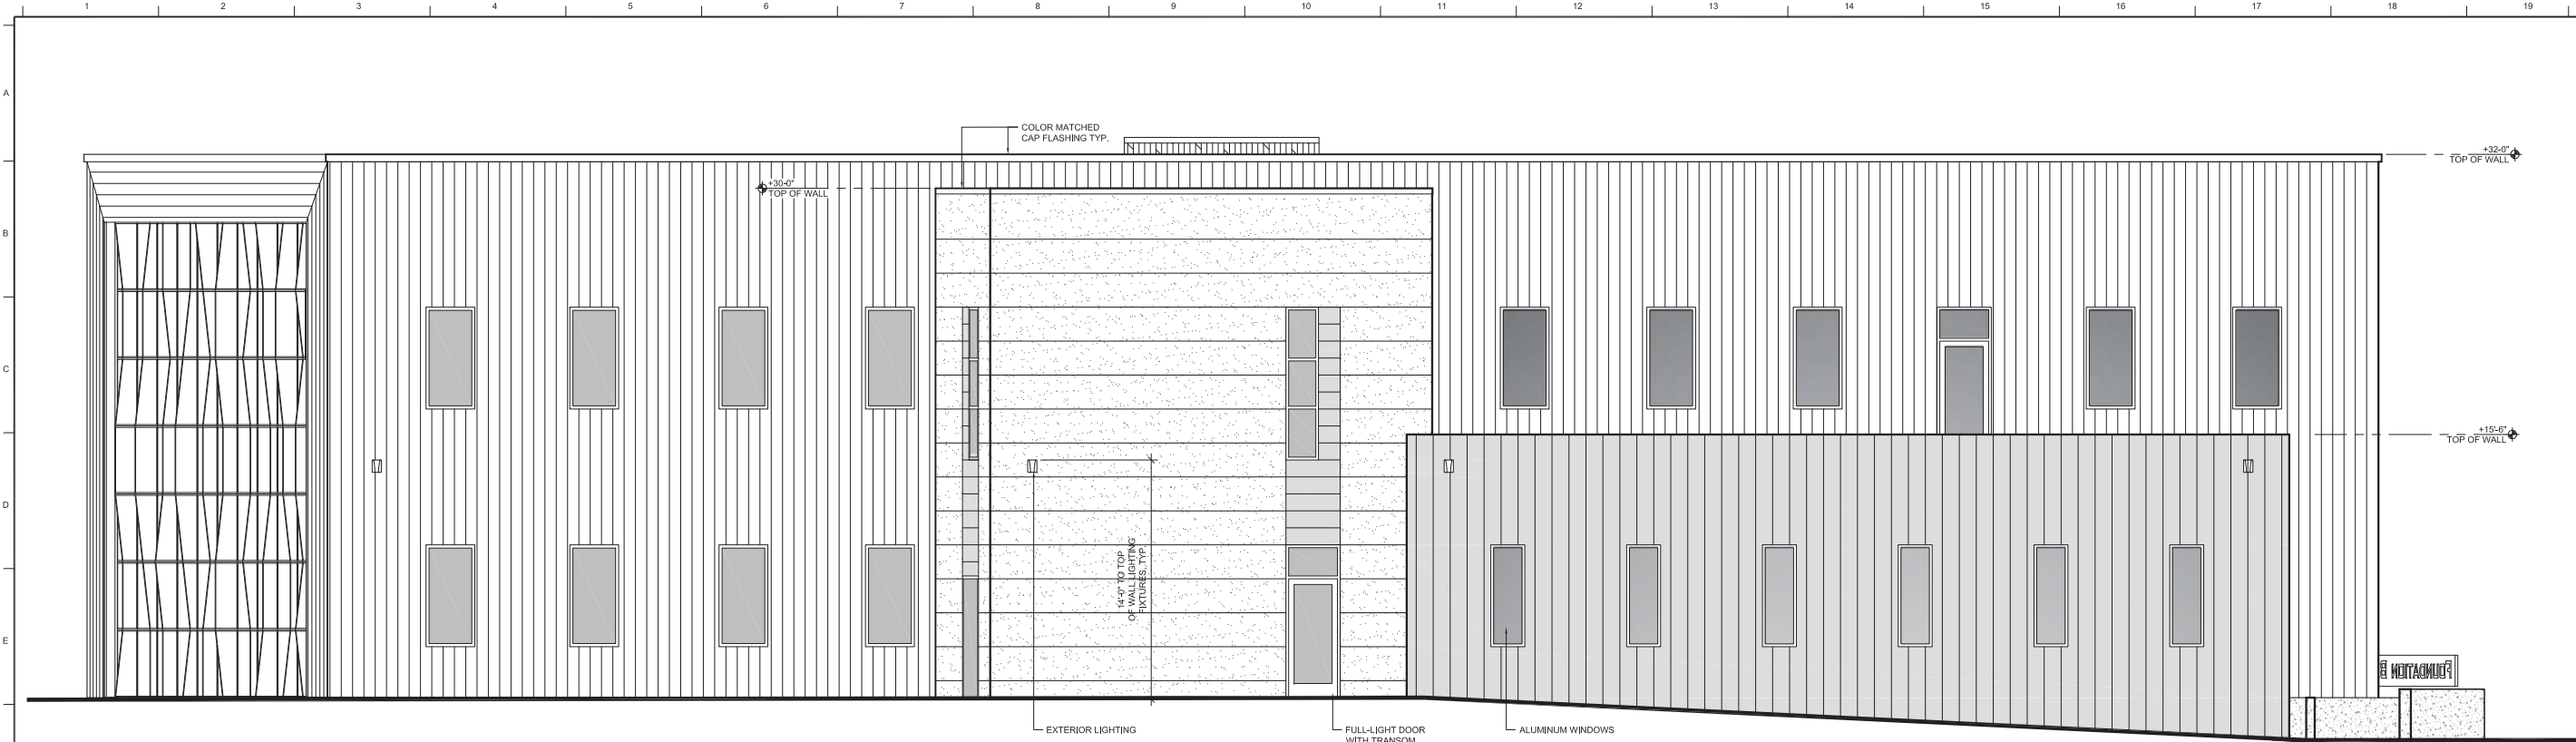 1 2 3 4 5 6 7 8 9 10 11 12 13 14 15 16 17 18 19
A
COLOR MATCHED
CAP FLASHING TYP.
+32-0"
TOP OF WALL
+30-0"
TOP OF WALL
B
C
+15'-6"
TOP OF WALL
D
14'-0" TO TOP
OF WALL LIGHTING
FIXTURES, TYP.
E
FOUNDATION
EXTERIOR LIGHTING
FULL-LIGHT DOOR
WITH TRANSOM
ALUMINUM WINDOWS